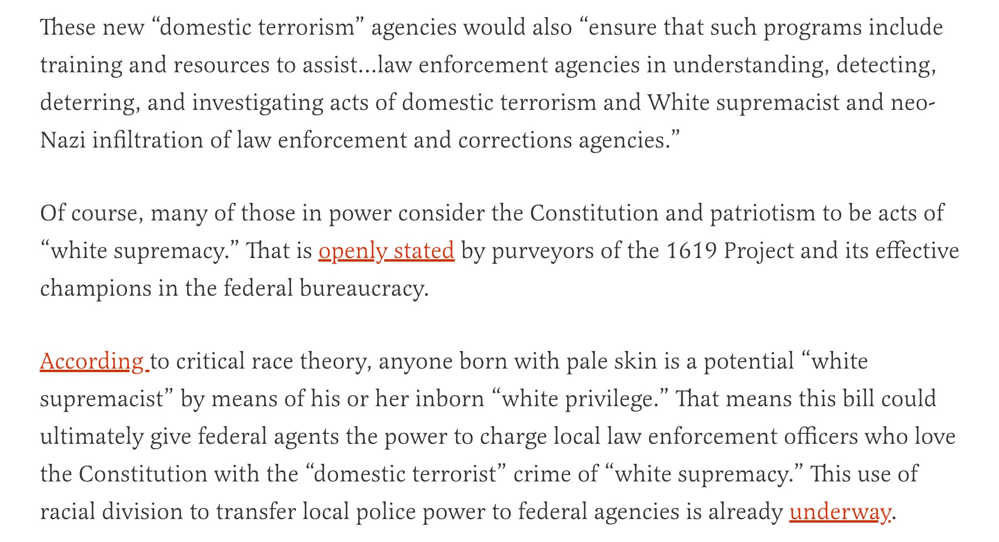 These new “domestic terrorism” agencies would also “ensure that such programs include
training and resources to assist...law enforcement agencies in understanding, detecting,
deterring, and investigating acts of domestic terrorism and White supremacist and neo-
Nazi infiltration of law enforcement and corrections agencies.”
Of course, many of those in power consider the Constitution and patriotism to be acts of
“white supremacy.” That is openly stated by purveyors of the 1619 Project and its effective
champions in the federal bureaucracy.
According to critical race theory, anyone born with pale skin is a potential “white
supremacist” by means of his or her inborn “white privilege.” That means this bill could
ultimately give federal agents the power to charge local law enforcement officers who love
the Constitution with the “domestic terrorist” crime of “white supremacy.” This use of
racial division to transfer local police power to federal agencies is already underway.